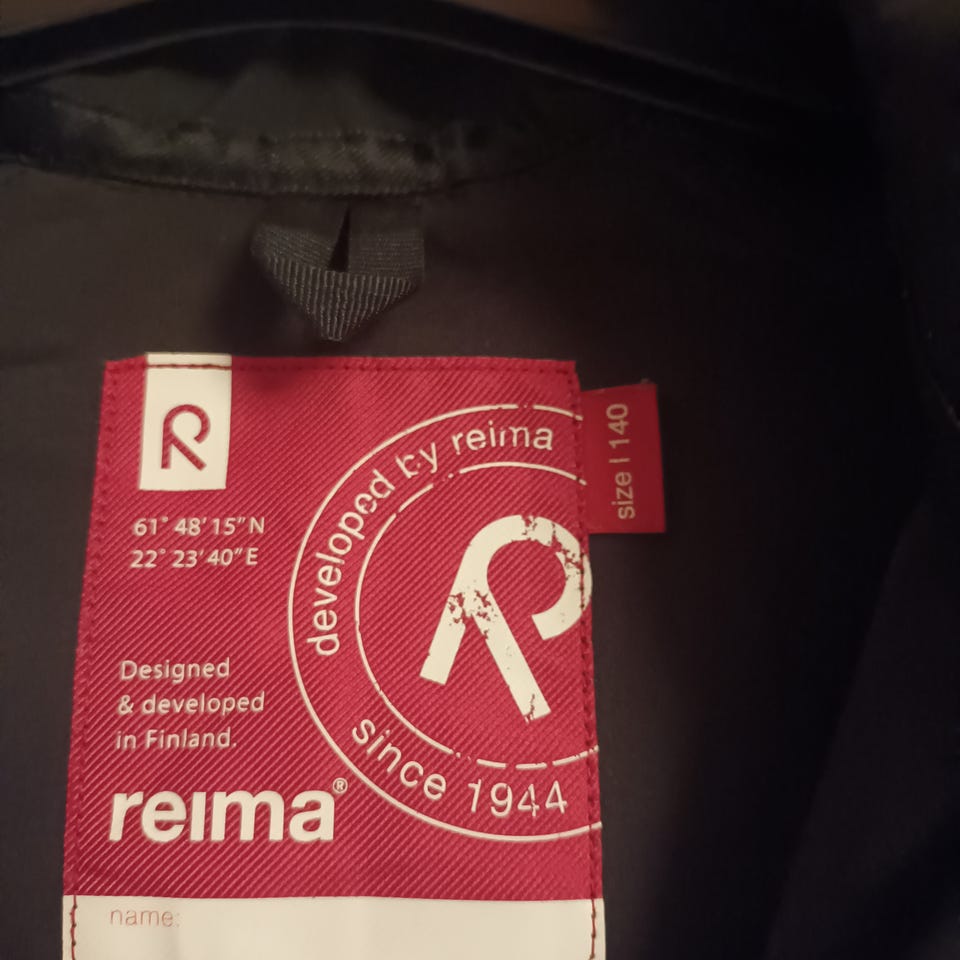 R
61° 48' 15" N
22° 23' 40" E
developed by reima
R
since 1944
size | 140
Designed
& developed
in Finland.
reima®
name: